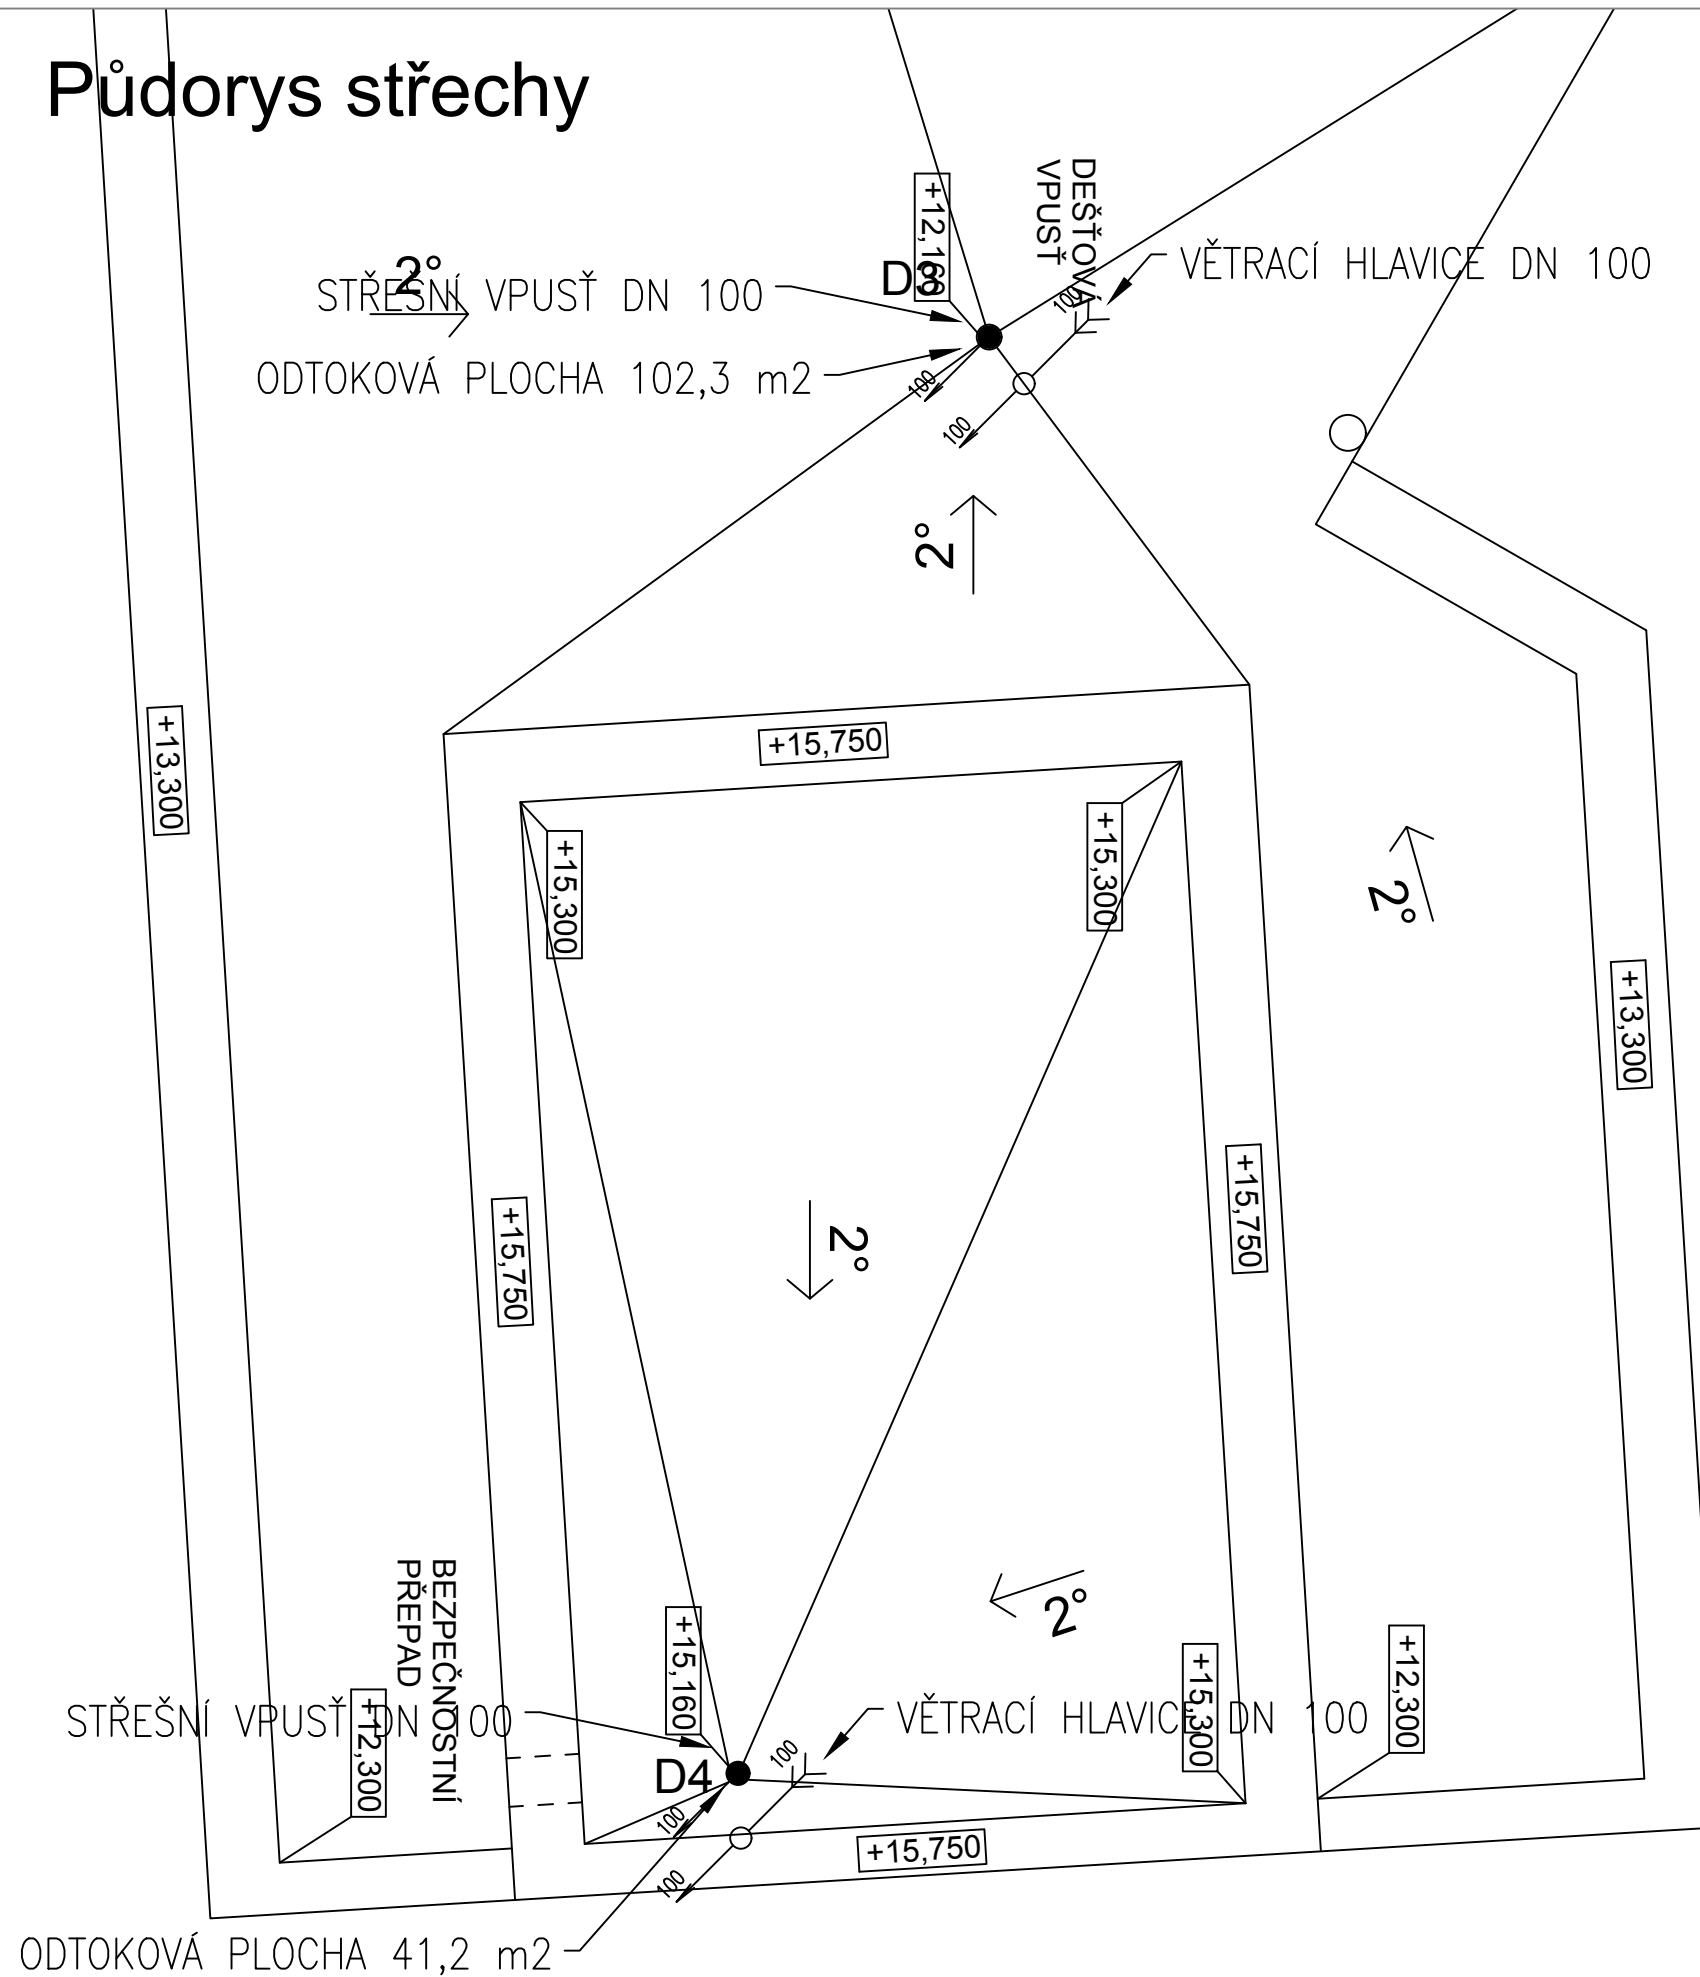 Půdorys střechy
DEŠŤOVÁ
VPUSŤ
+12,160
D3
VĚTRACÍ HLAVICE DN 100
2°
STŘEŠNÍ VPUSŤ DN 100
100
ODTOKOVÁ PLOCHA 102,3 m2
100
100
2°
+15,750
+13,300
+15,300
+15,300
2°
+13,300
+15,750
+15,750
2°
BEZPEČNOSTNÍ
PŘEPAD
2°
+15,160
+15,300
+12,300
STŘEŠNÍ VPUSŤ DN 100
+12,300
VĚTRACÍ HLAVICE DN 100
D4
100
100
+15,750
100
ODTOKOVÁ PLOCHA 41,2 m2